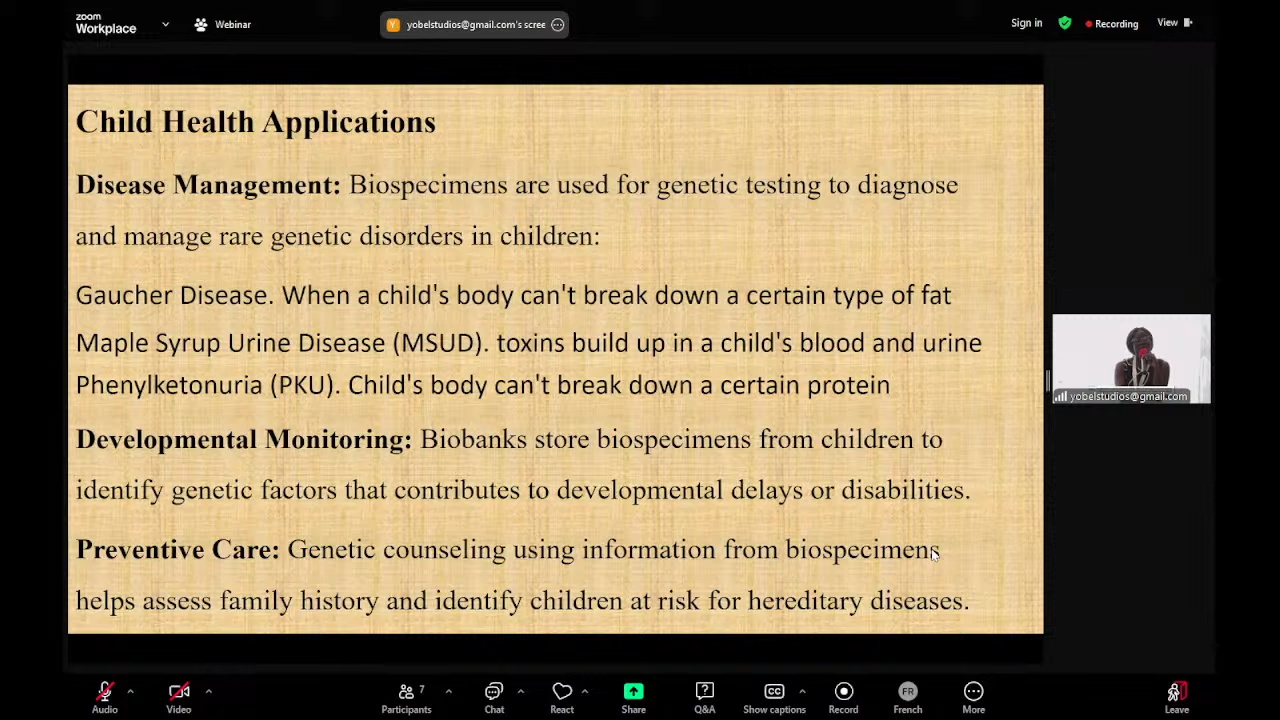 zoom
Workplace
Webinar
Y
yobelstudios@gmail.com's scree
Sign in
Recording
View
Child Health Applications
Disease Management: Biospecimens are used for genetic testing to diagnose
and manage rare genetic disorders in children:
Gaucher Disease. When a child's body can't break down a certain type of fat
Maple Syrup Urine Disease (MSUD). toxins build up in a child's blood and urine
Phenylketonuria (PKU). Child's body can't break down a certain protein
Developmental Monitoring: Biobanks store biospecimens from children to
identify genetic factors that contributes to developmental delays or disabilities.
Preventive Care: Genetic counseling using information from biospecimens
helps assess family history and identify children at risk for hereditary diseases.
yobelstudios@gmail.com
Audio
Video
7
Participants
Chat
React
Share
Q&A
CC
Show captions
Record
FR
French
More
Leave